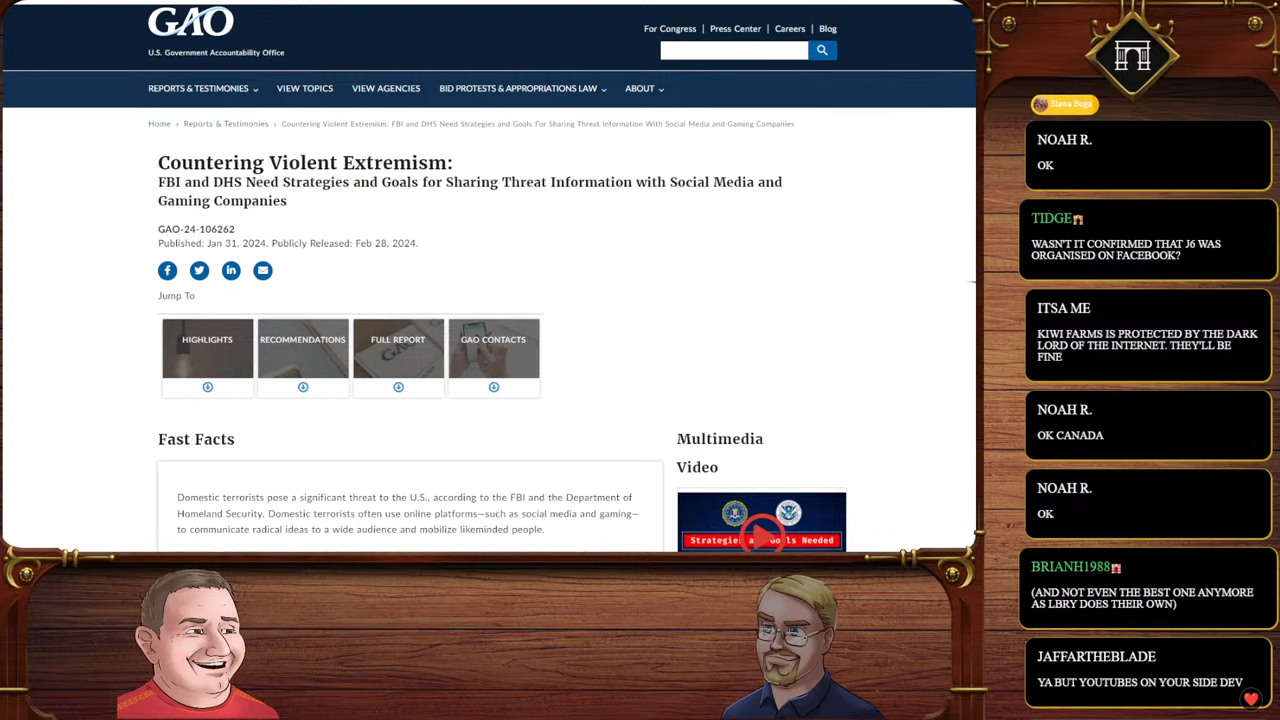 GAO
U.S. Government Accountability Office
For Congress | Press Center | Careers | Blog
REPORTS & TESTIMONIES VIEW TOPICS VIEW AGENCIES BID PROTESTS & APPROPRIATIONS LAW ABOUT
Home › Reports & Testimonies › Countering Violent Extremism: FBI and DHS Need Strategies and Goals For Sharing Threat Information With Social Media and Gaming Companies
Countering Violent Extremism:
FBI and DHS Need Strategies and Goals for Sharing Threat Information with Social Media and
Gaming Companies
GAO-24-106262
Published: Jan 31, 2024. Publicly Released: Feb 28, 2024.
Jump To
HIGHLIGHTS RECOMMENDATIONS FULL REPORT GAO CONTACTS
Fast Facts
Domestic terrorists pose a significant threat to the U.S., according to the FBI and the Department of
Homeland Security. Domestic terrorists often use online platforms—such as social media and gaming—
to communicate radical ideas to a wide audience and mobilize likeminded people.
Multimedia
Video
Strategies and Goals Needed
Slawa Boga
NOAH R.
OK
TIDGE
WASN'T IT CONFIRMED THAT J6 WAS
ORGANISED ON FACEBOOK?
ITSA ME
KIWI FARMS IS PROTECTED BY THE DARK
LORD OF THE INTERNET. THEY'LL BE
FINE
NOAH R.
OK CANADA
NOAH R.
OK
BRIANH1988
(AND NOT EVEN THE BEST ONE ANYMORE
AS LBRY DOES THEIR OWN)
JAFFARTHEBLADE
YA BUT YOUTUBES ON YOUR SIDE DEV